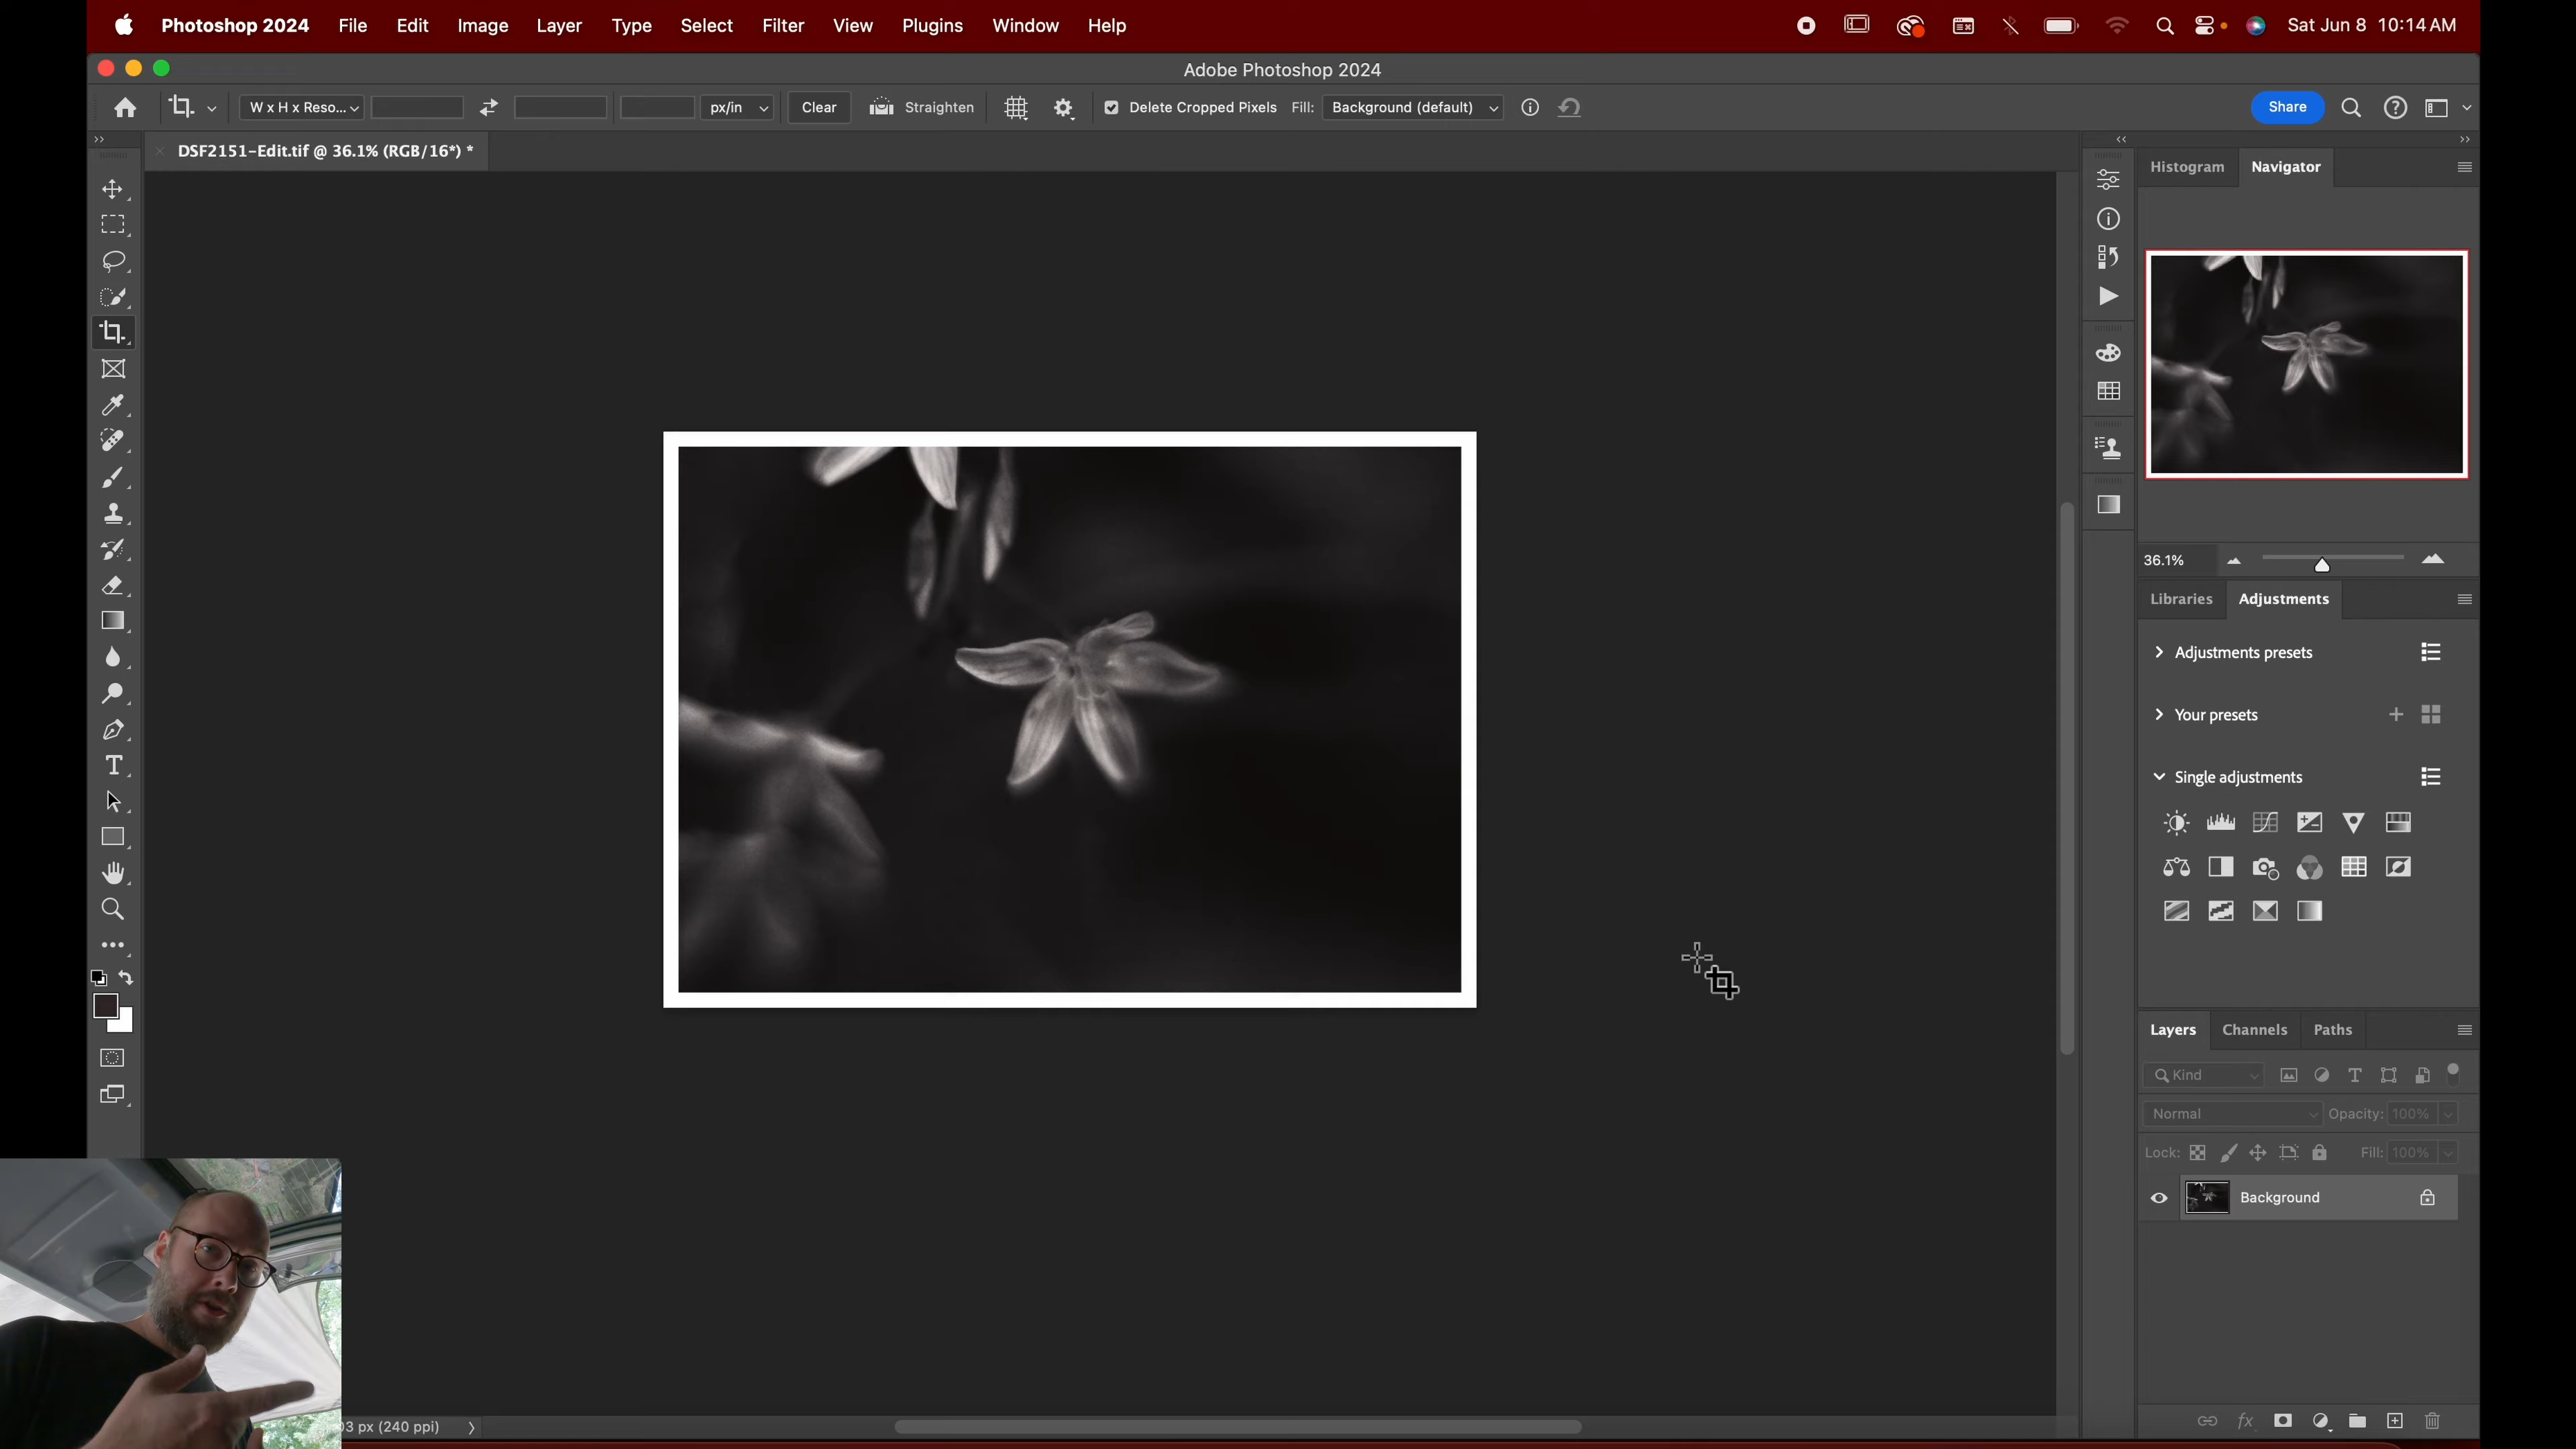 Photoshop 2024 File Edit Image Layer Type Select Filter View Plugins Window Help Sat Jun 8 10:14 AM
Adobe Photoshop 2024
W x H x Reso... px/in Clear Straighten Delete Cropped Pixels Fill: Background (default) Share
DSF2151-Edit.tif @ 36.1% (RGB/16*) *
Histogram Navigator
36.1%
Libraries Adjustments
Adjustments presets
Your presets
Single adjustments
Layers Channels Paths
Kind
Normal Opacity: 100%
Lock: Fill: 100%
Background
3 px (240 ppi)